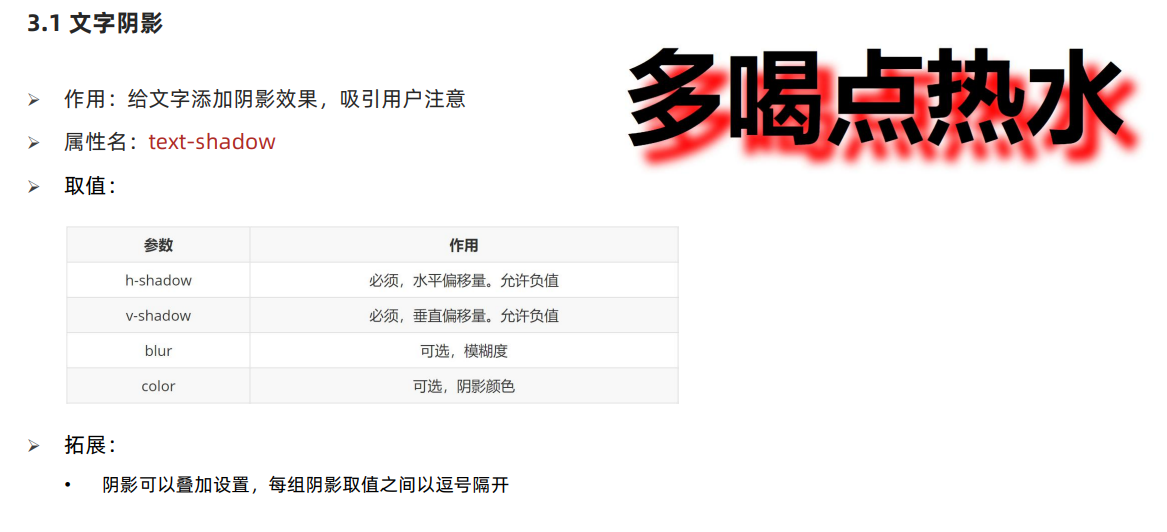 3.1 文字阴影
多喝点热水
作用：给文字添加阴影效果，吸引用户注意
属性名：text-shadow
取值：
参数 作用
h-shadow 必须，水平偏移量。允许负值
v-shadow 必须，垂直偏移量。允许负值
blur 可选，模糊度
color 可选，阴影颜色
拓展：
• 阴影可以叠加设置，每组阴影取值之间以逗号隔开